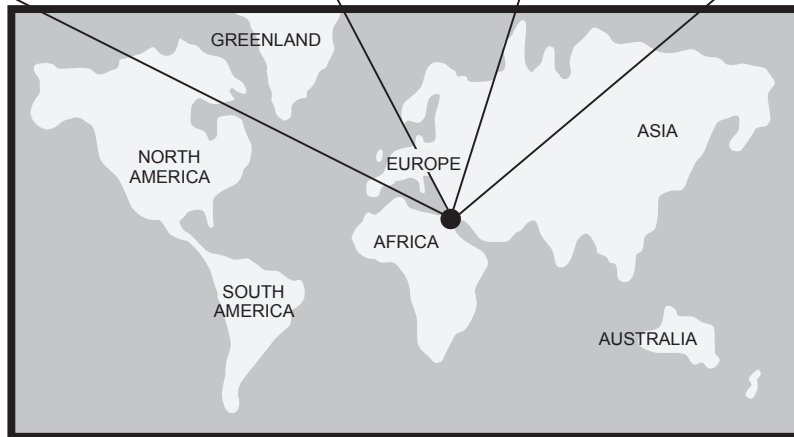 GREENLAND
ASIA
NORTH
AMERICA
EUROPE
AFRICA
SOUTH
AMERICA
AUSTRALIA